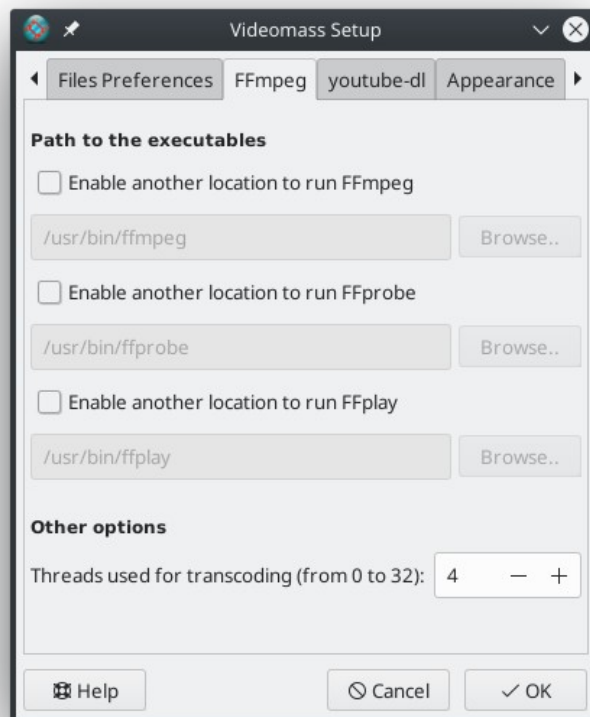 Videomass Setup
Files Preferences FFmpeg youtube-dl Appearance
Path to the executables
Enable another location to run FFmpeg
/usr/bin/ffmpeg Browse..
Enable another location to run FFprobe
/usr/bin/ffprobe Browse..
Enable another location to run FFplay
/usr/bin/ffplay Browse..
Other options
Threads used for transcoding (from 0 to 32): 4 − +
Help Cancel OK